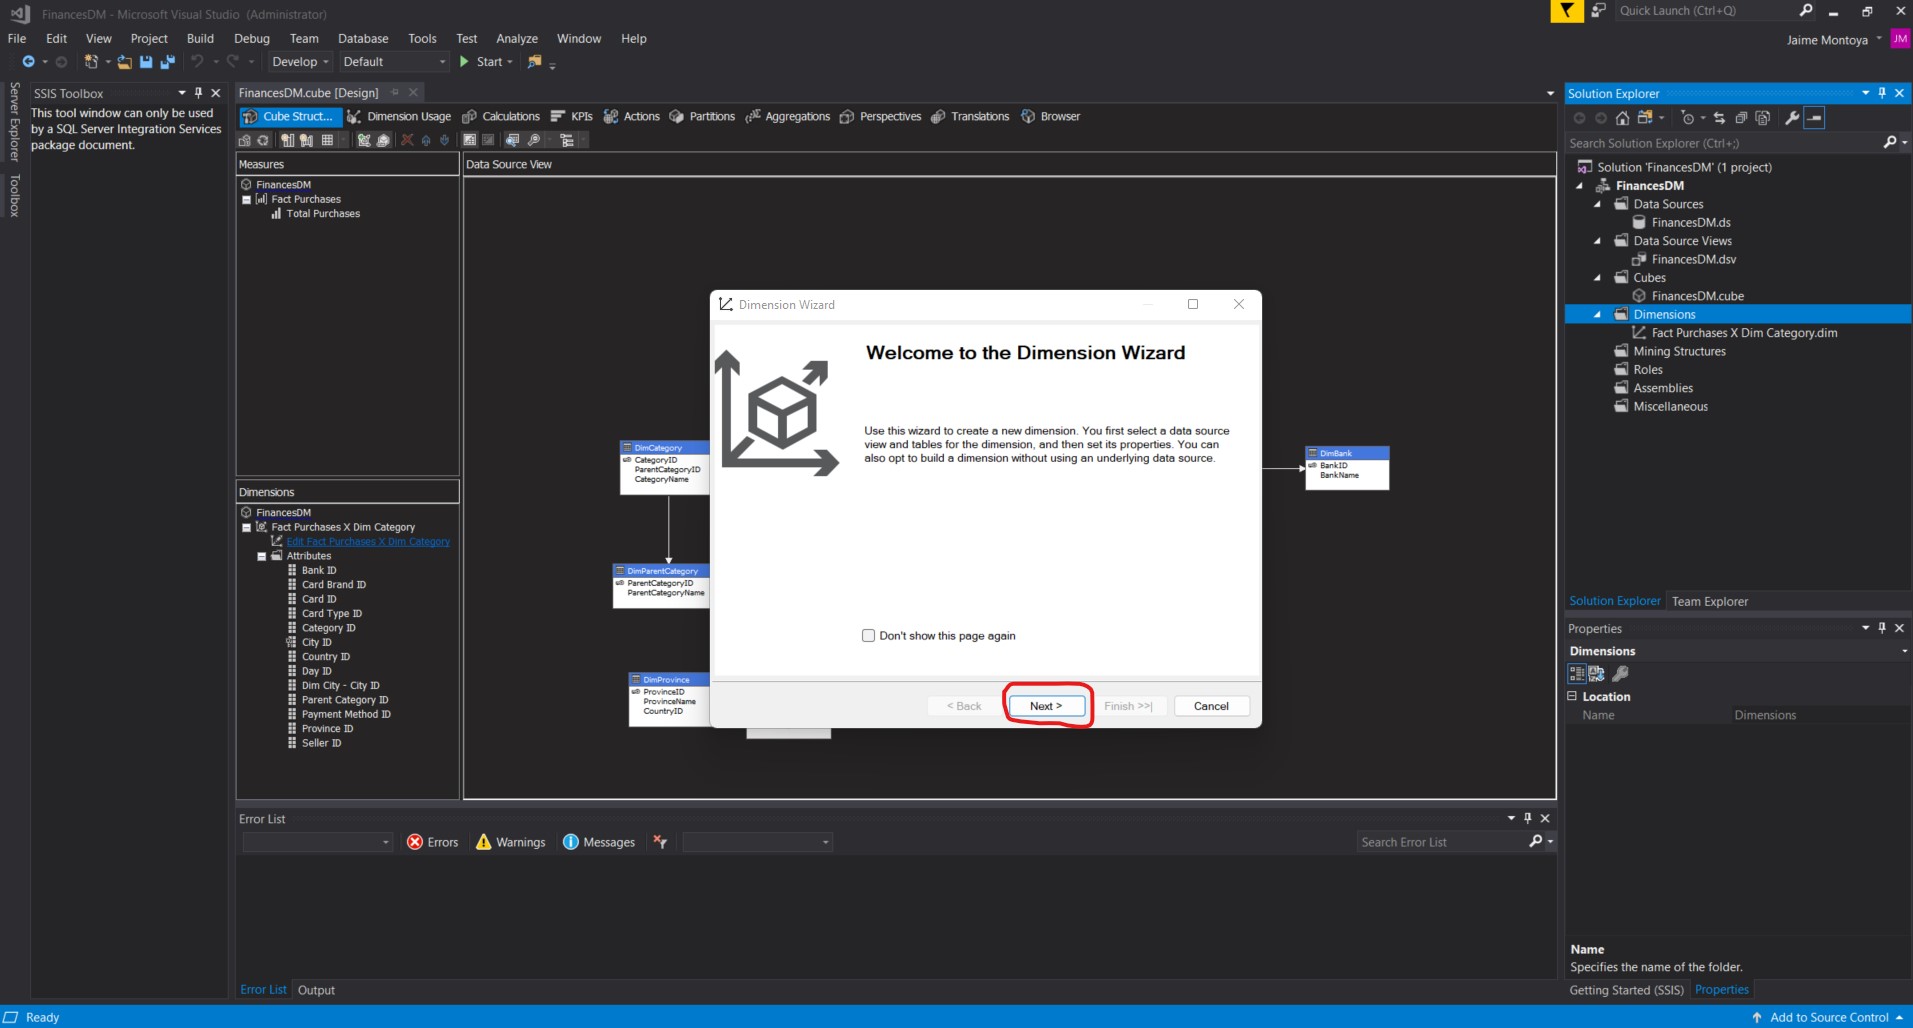 FinancesDM - Microsoft Visual Studio (Administrator)
Quick Launch (Ctrl+Q)
File Edit View Project Build Debug Team Database Tools Test Analyze Window Help
Jaime Montoya
JM
Develop Default Start
Server Explorer
Toolbox
SSIS Toolbox
This tool window can only be used
by a SQL Server Integration Services
package document.
FinancesDM.cube [Design]
Cube Struct... Dimension Usage Calculations KPIs Actions Partitions Aggregations Perspectives Translations Browser
Measures
FinancesDM
Fact Purchases
Total Purchases
Dimensions
FinancesDM
Fact Purchases X Dim Category
Edit Fact Purchases X Dim Category
Attributes
Bank ID
Card Brand ID
Card ID
Card Type ID
Category ID
City ID
Country ID
Day ID
Dim City - City ID
Parent Category ID
Payment Method ID
Province ID
Seller ID
Data Source View
DimCategory
CategoryID
ParentCategoryID
CategoryName
DimParentCategory
ParentCategoryID
ParentCategoryName
DimProvince
ProvinceID
ProvinceName
CountryID
DimBank
BankID
BankName
Dimension Wizard
Welcome to the Dimension Wizard
Use this wizard to create a new dimension. You first select a data source
view and tables for the dimension, and then set its properties. You can
also opt to build a dimension without using an underlying data source.
Don't show this page again
< Back Next > Finish >>| Cancel
Error List
Errors Warnings Messages
Search Error List
Error List Output
Solution Explorer
Search Solution Explorer (Ctrl+;)
Solution 'FinancesDM' (1 project)
FinancesDM
Data Sources
FinancesDM.ds
Data Source Views
FinancesDM.dsv
Cubes
FinancesDM.cube
Dimensions
Fact Purchases X Dim Category.dim
Mining Structures
Roles
Assemblies
Miscellaneous
Solution Explorer Team Explorer
Properties
Dimensions
Location
Name Dimensions
Name
Specifies the name of the folder.
Getting Started (SSIS) Properties
Ready
Add to Source Control